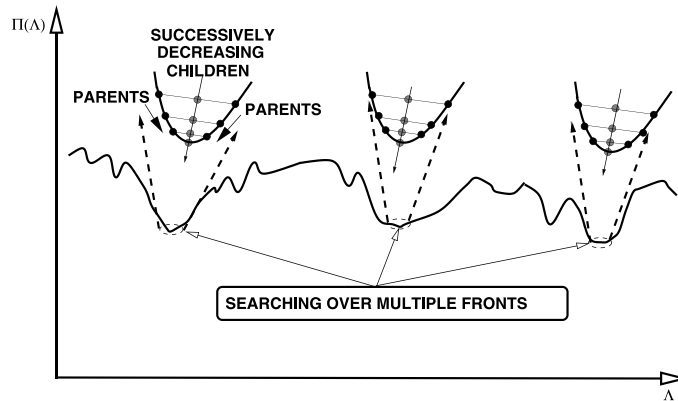 Π(Λ)
SUCCESSIVELY
DECREASING
CHILDREN
PARENTS
PARENTS
SEARCHING OVER MULTIPLE FRONTS
Λ